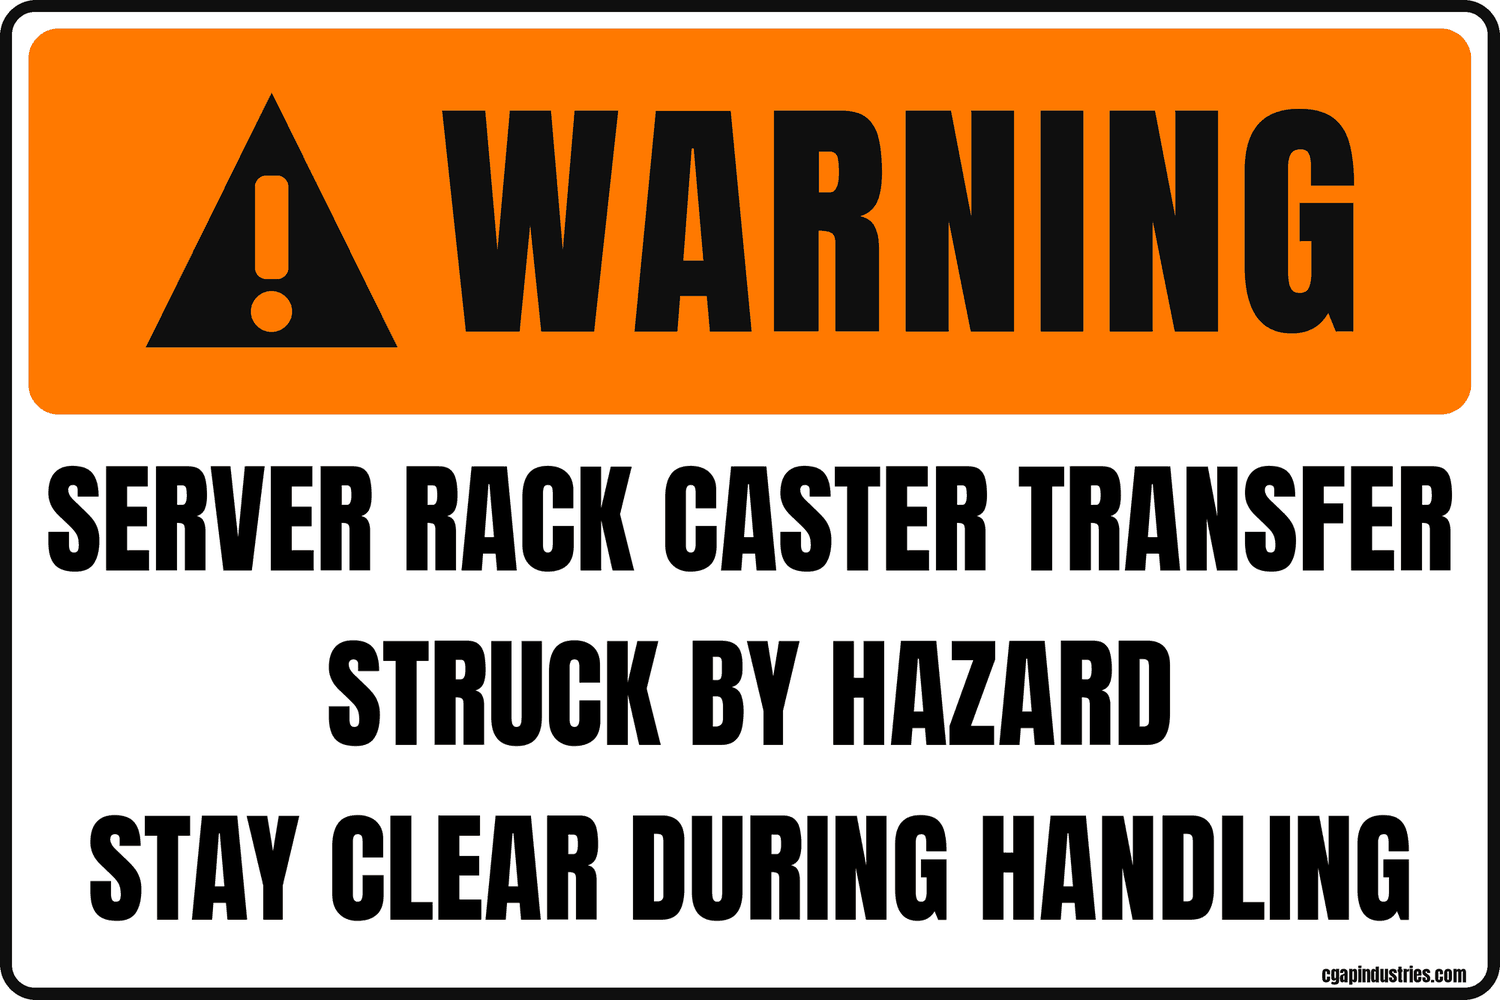 WARNING
SERVER RACK CASTER TRANSFER
STRUCK BY HAZARD
STAY CLEAR DURING HANDLING
cgapindustries.com